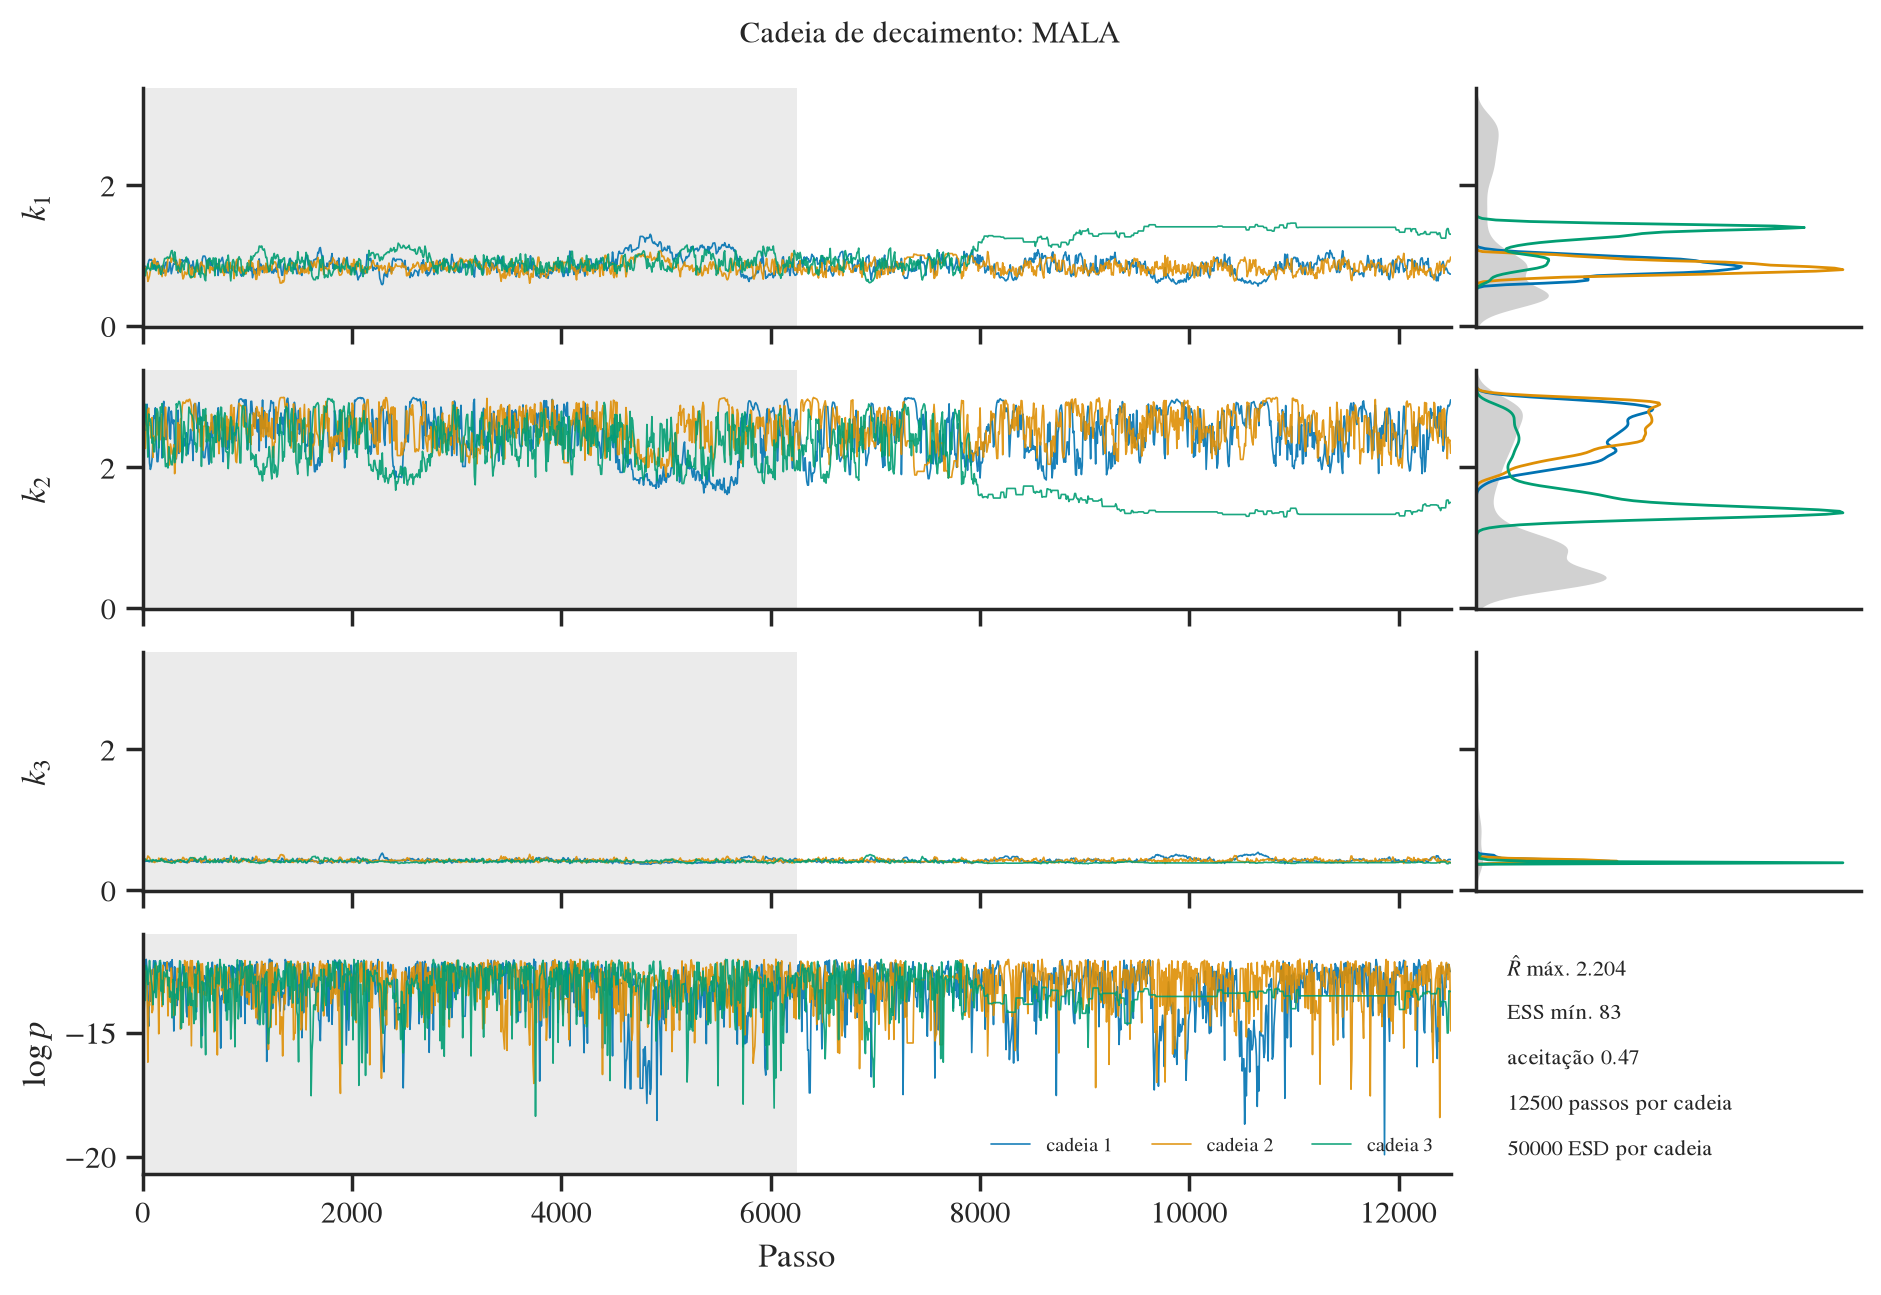 Cadeia de decaimento: MALA
k₁
2
0
k₂
2
0
k₃
2
0
log p
−15
−20
R̂ máx. 2.204
ESS mín. 83
aceitação 0.47
12500 passos por cadeia
50000 ESD por cadeia
cadeia 1 cadeia 2 cadeia 3
0 2000 4000 6000 8000 10000 12000
Passo